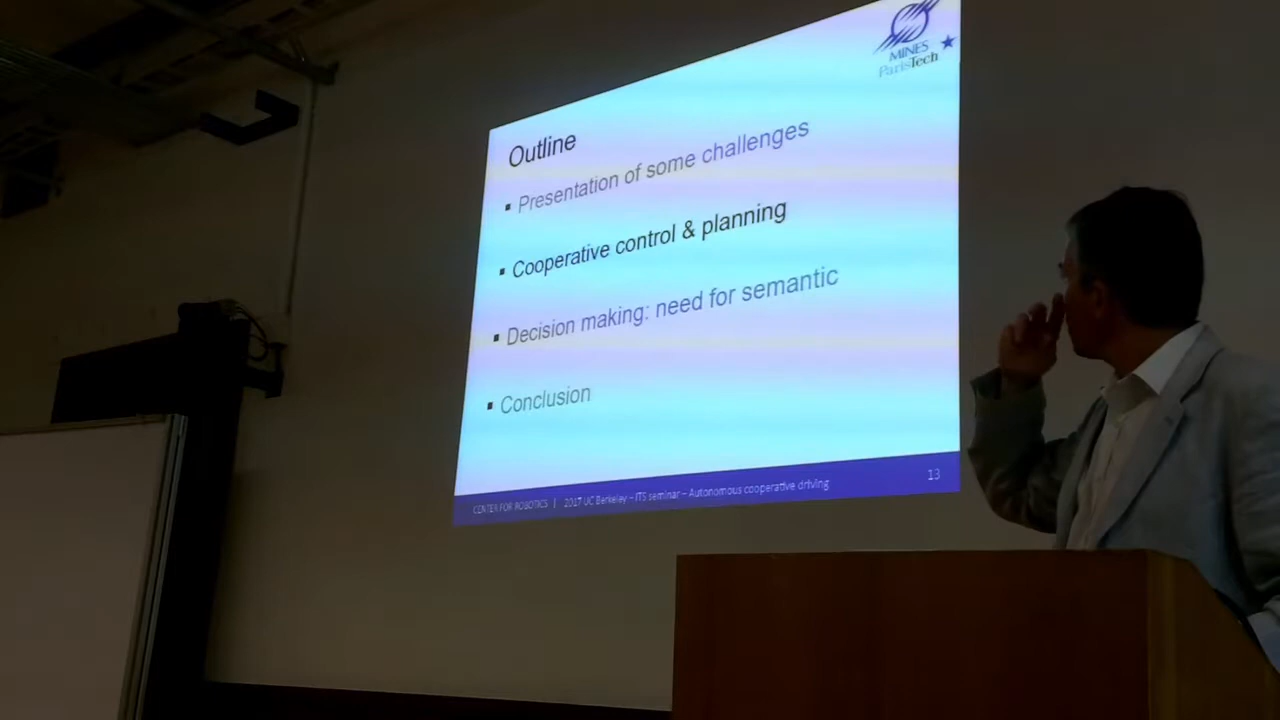 MINES
ParisTech
Outline
▪ Presentation of some challenges
▪ Cooperative control & planning
▪ Decision making: need for semantic
▪ Conclusion
CENTER FOR ROBOTICS | 2017 UC Berkeley – ITS seminar – Autonomous cooperative driving
13